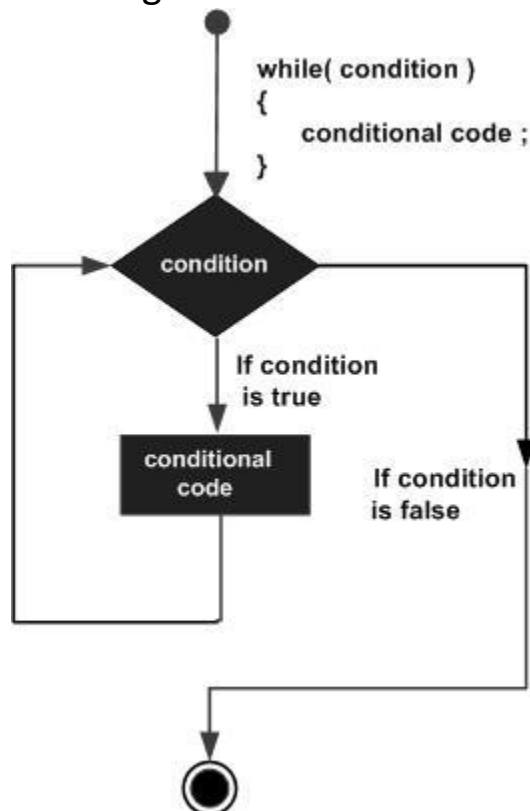 while( condition )
{
conditional code ;
}
condition
If condition
is true
conditional
code
If condition
is false